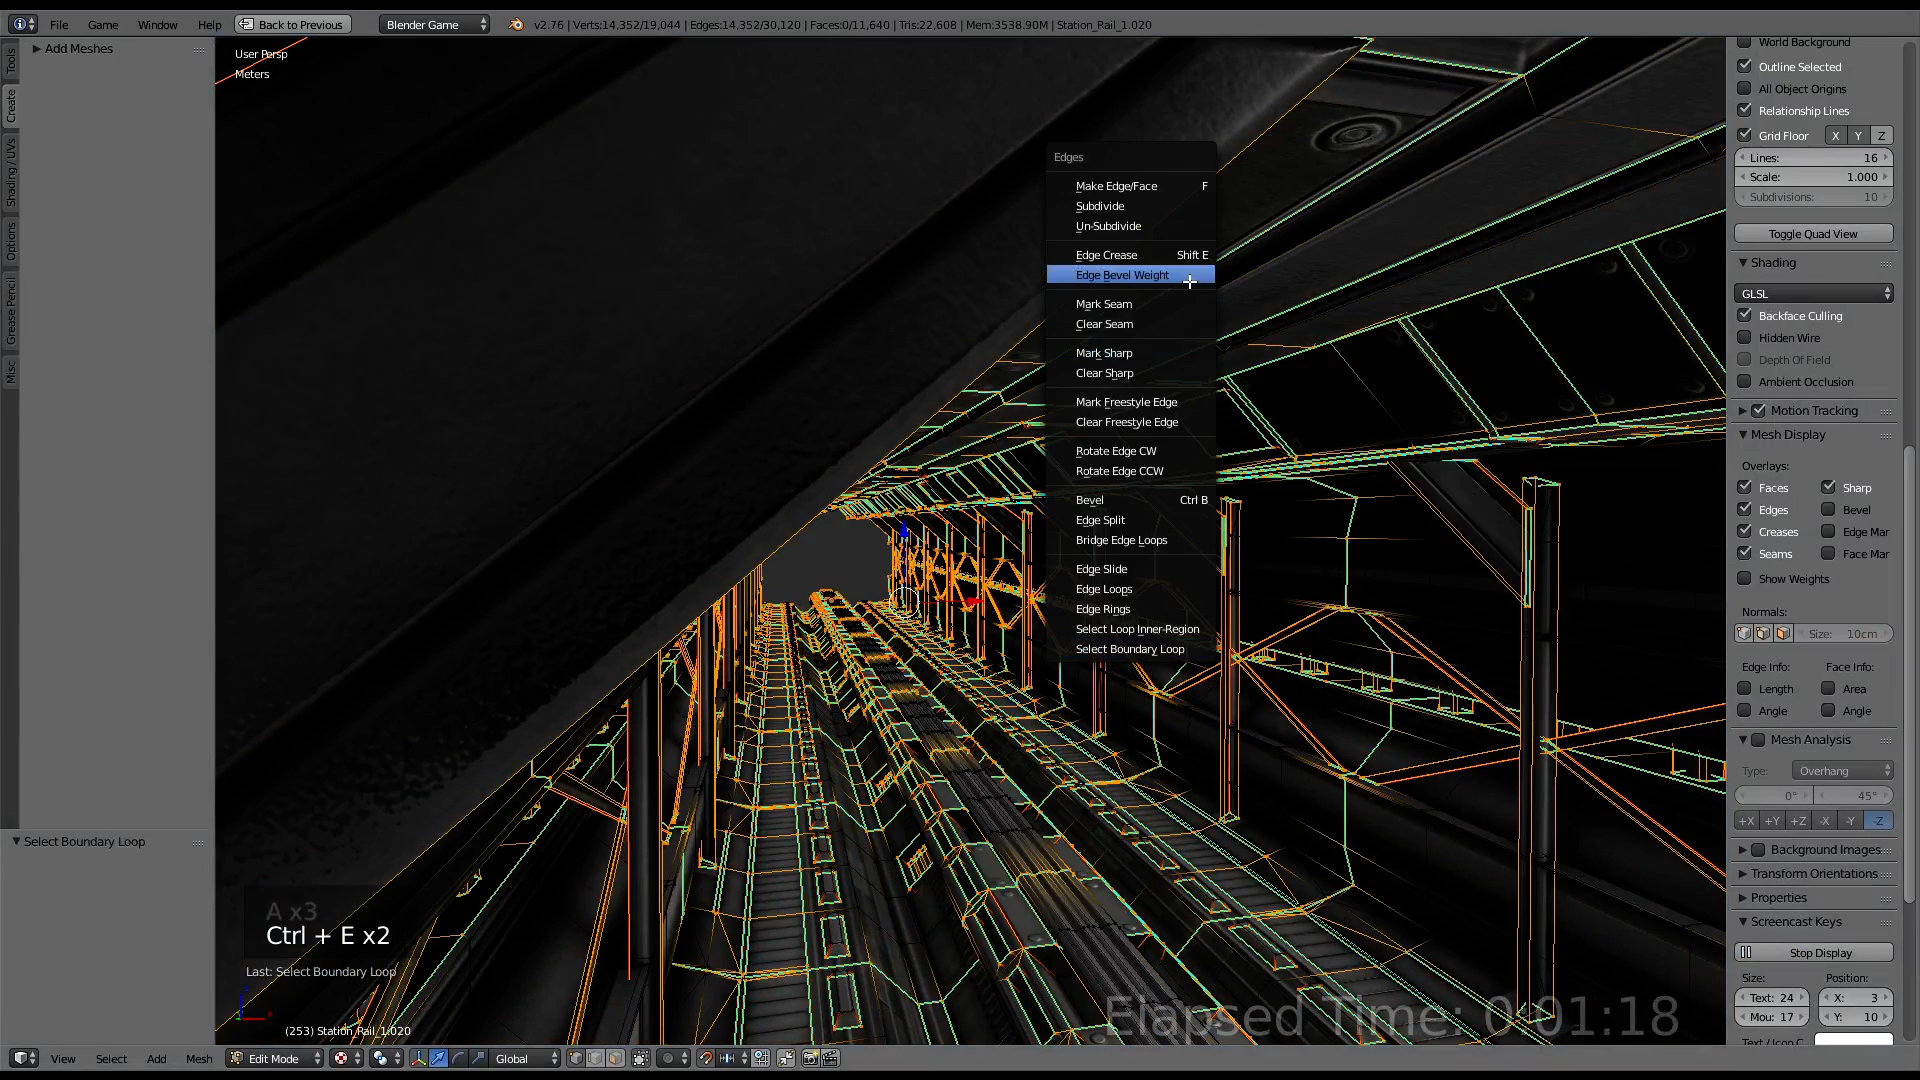 File Game Window Help Back to Previous Blender Game v2.76 | Verts:14,352/19,044 | Edges:14,352/30,120 | Faces:0/11,640 | Tris:22,608 | Mem:3538.90M | Station_Rail_1.020
Add Meshes
Tools
Create
Shading / UVs
Options
Grease Pencil
Misc
User Persp
Meters
Edges
Make Edge/Face F
Subdivide
Un-Subdivide
Edge Crease Shift E
Edge Bevel Weight
Mark Seam
Clear Seam
Mark Sharp
Clear Sharp
Mark Freestyle Edge
Clear Freestyle Edge
Rotate Edge CW
Rotate Edge CCW
Bevel Ctrl B
Edge Split
Bridge Edge Loops
Edge Slide
Edge Loops
Edge Rings
Select Loop Inner-Region
Select Boundary Loop
World Background
Outline Selected
All Object Origins
Relationship Lines
Grid Floor X Y Z
Lines: 16
Scale: 1.000
Subdivisions: 10
Toggle Quad View
Shading
GLSL
Backface Culling
Hidden Wire
Depth Of Field
Ambient Occlusion
Motion Tracking
Mesh Display
Overlays:
Faces Sharp
Edges Bevel
Creases Edge Mar
Seams Face Mar
Show Weights
Normals:
Size: 10cm
Edge Info: Face Info:
Length Area
Angle Angle
Mesh Analysis
Type: Overhang
0° 45°
+X +Y +Z -X -Y -Z
Background Images
Transform Orientations
Properties
Screencast Keys
Stop Display
Size: Position:
Text: 24 X: 3
Mou: 17 Y: 10
Text / Icon C
Select Boundary Loop
A x3
Ctrl + E x2
Last: Select Boundary Loop
(253) Station_Rail_1.020
Elapsed Time: 0:01:18
View Select Add Mesh Edit Mode Global